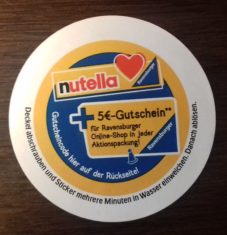 nutella
Ravensburger
5€-Gutschein**
für Ravensburger
Online-Shop in jeder
Aktionspackung!
Ravensburger
Gutscheincode hier auf der Rückseite!
Deckel abschrauben und Sticker mehrere Minuten in Wasser einweichen. Danach ablösen.